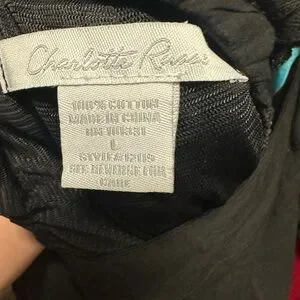 Charlotte Russe
100% COTTON
MADE IN CHINA
L
SEE REVERSE FOR
CARE